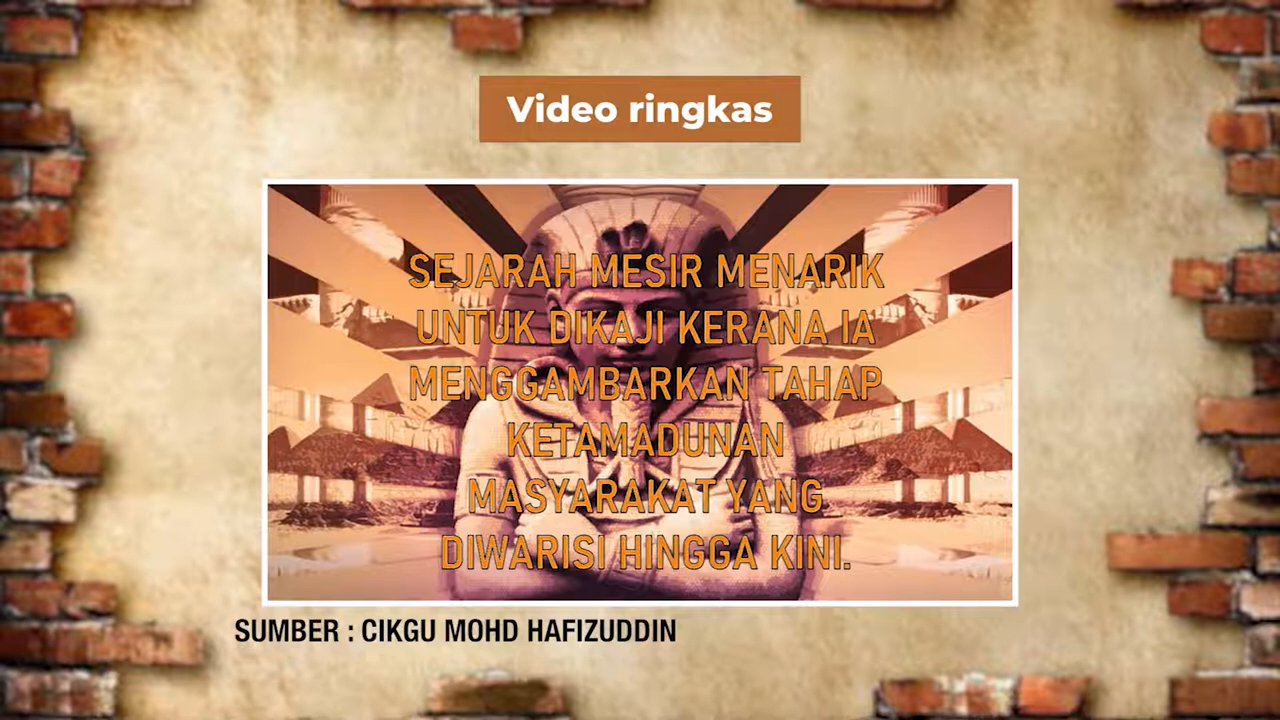 Video ringkas
SEJARAH MESIR MENARIK
UNTUK DIKAJI KERANA IA
MENGGAMBARKAN TAHAP
KETAMADUNAN
MASYARAKAT YANG
DIWARISI HINGGA KINI.
SUMBER : CIKGU MOHD HAFIZUDDIN